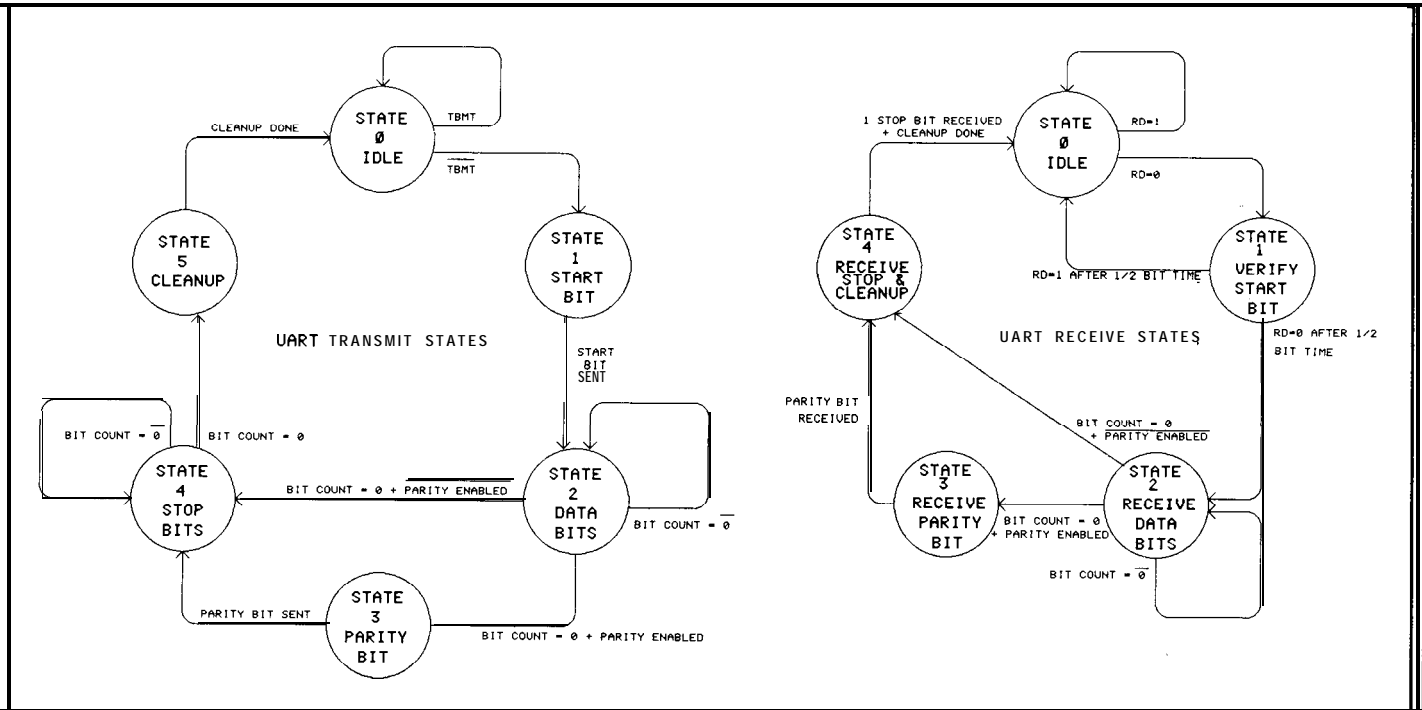 TBMT
STATE
Ø
IDLE
CLEANUP DONE
T̅B̅M̅T̅
STATE
1
START
BIT
STATE
5
CLEANUP
UART TRANSMIT STATES
START
BIT
SENT
BIT COUNT = 0̅
BIT COUNT = 0
STATE
4
STOP
BITS
BIT COUNT = 0 + P̅A̅R̅I̅T̅Y̅ ̅E̅N̅A̅B̅L̅E̅D̅
STATE
2
DATA
BITS
BIT COUNT = 0̅
PARITY BIT SENT
STATE
3
PARITY
BIT
BIT COUNT = 0 + PARITY ENABLED
1 STOP BIT RECEIVED
+ CLEANUP DONE
STATE
Ø
IDLE
RD=1
RD=0
STATE
4
RECEIVE
STOP &
CLEANUP
RD=1 AFTER 1/2 BIT TIME
STATE
1
VERIFY
START
BIT
RD=0 AFTER 1/2
BIT TIME
UART RECEIVE STATES
PARITY BIT
RECEIVED
BIT COUNT = 0
+ P̅A̅R̅I̅T̅Y̅ ̅E̅N̅A̅B̅L̅E̅D̅
STATE
3
RECEIVE
PARITY
BIT
BIT COUNT = 0
+ PARITY ENABLED
STATE
2
RECEIVE
DATA
BITS
BIT COUNT = 0̅